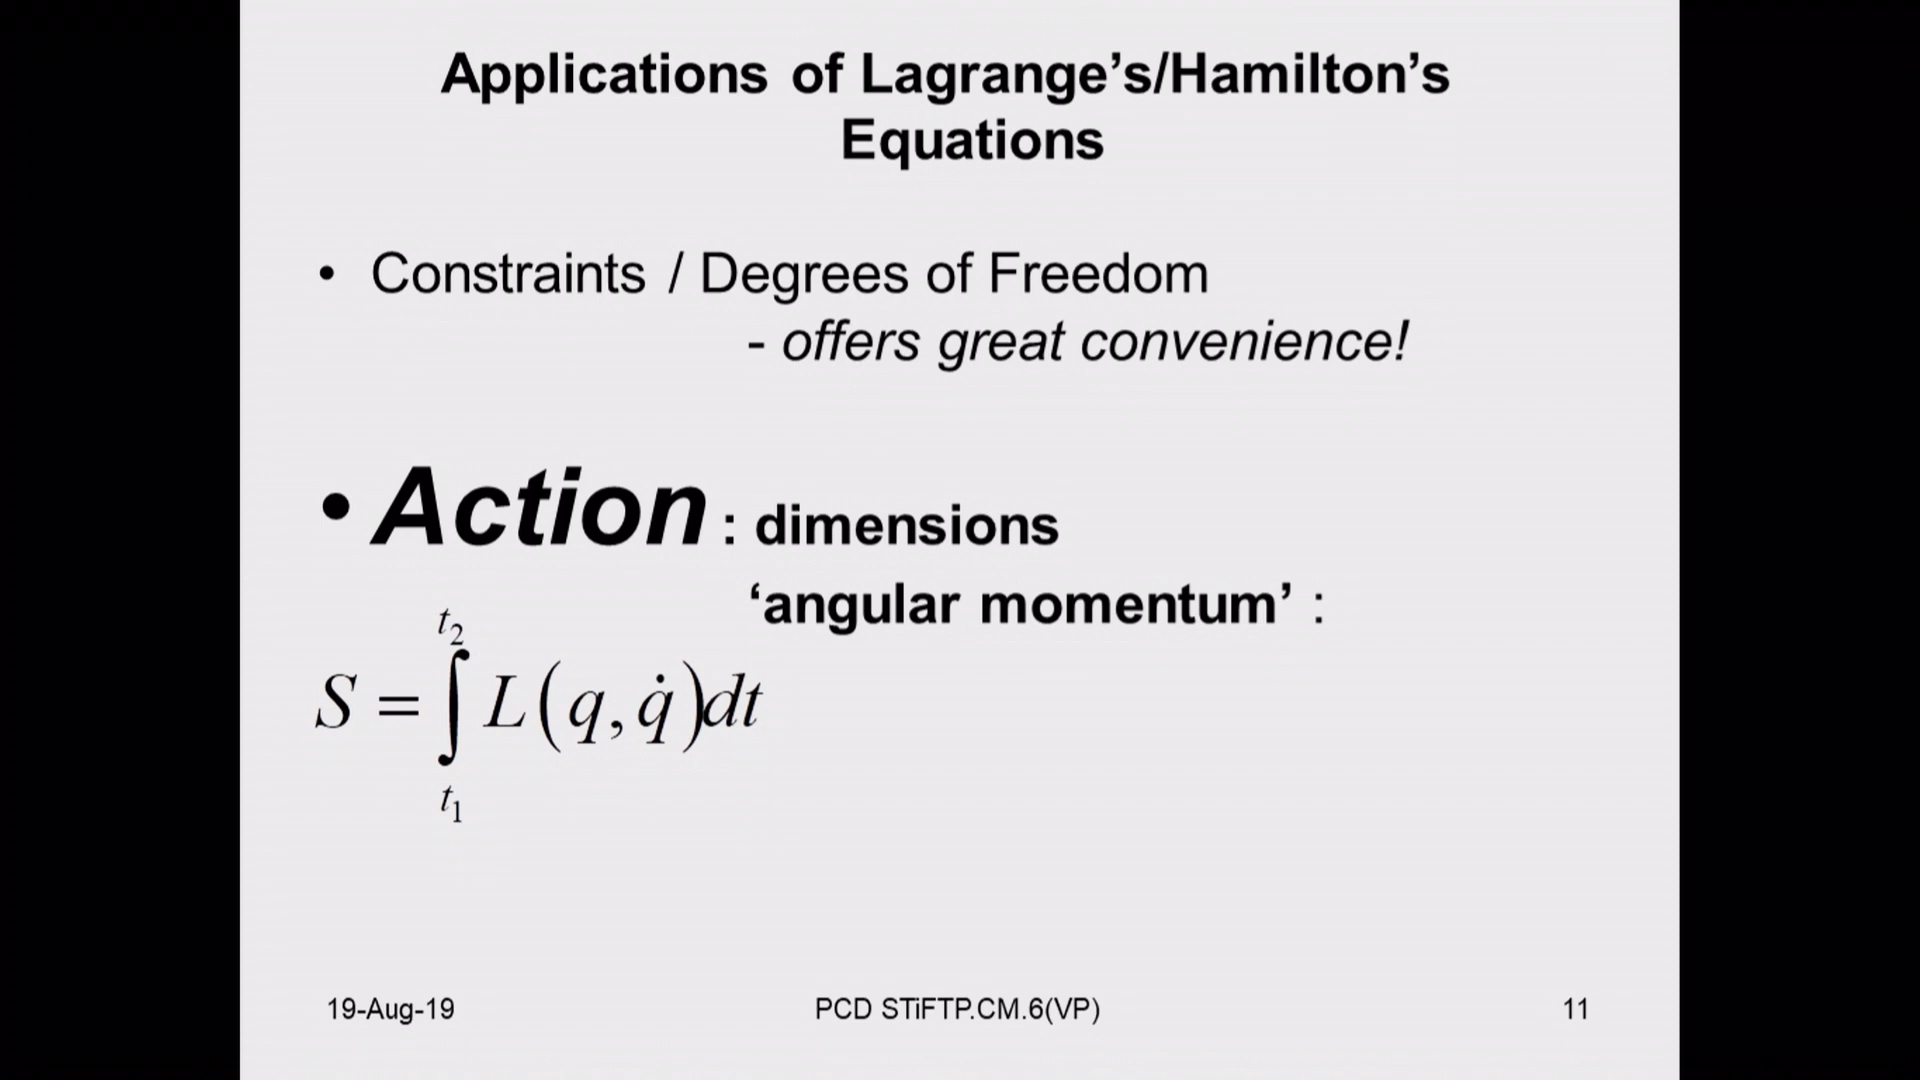 Applications of Lagrange’s/Hamilton’s
Equations
• Constraints / Degrees of Freedom
- offers great convenience!
• Action : dimensions
‘angular momentum’ :
S = ∫_{t₁}^{t₂} L(q, q̇)dt
19-Aug-19
PCD STiFTP.CM.6(VP)
11